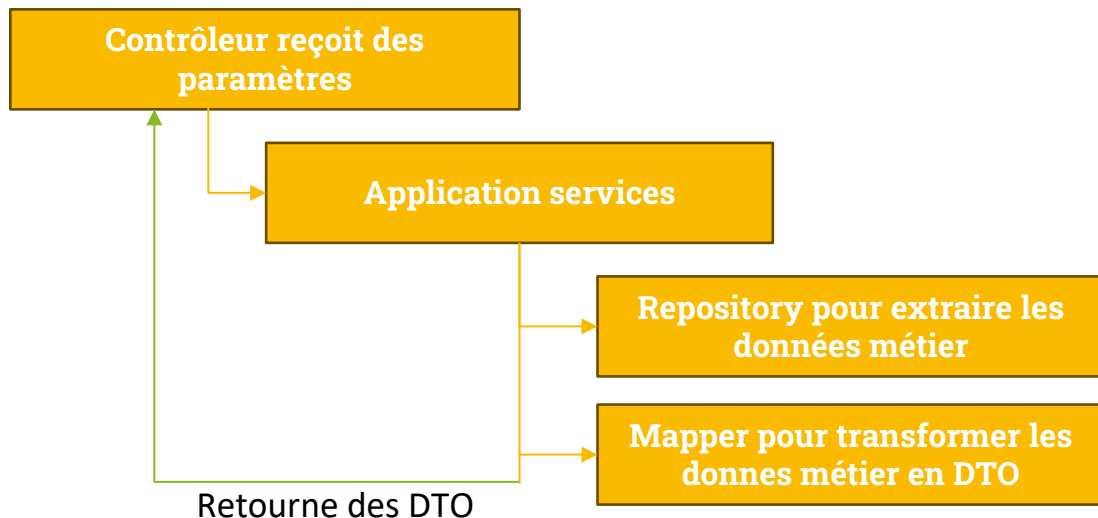 Contrôleur reçoit des
paramètres
Application services
Repository pour extraire les
données métier
Mapper pour transformer les
donnes métier en DTO
Retourne des DTO